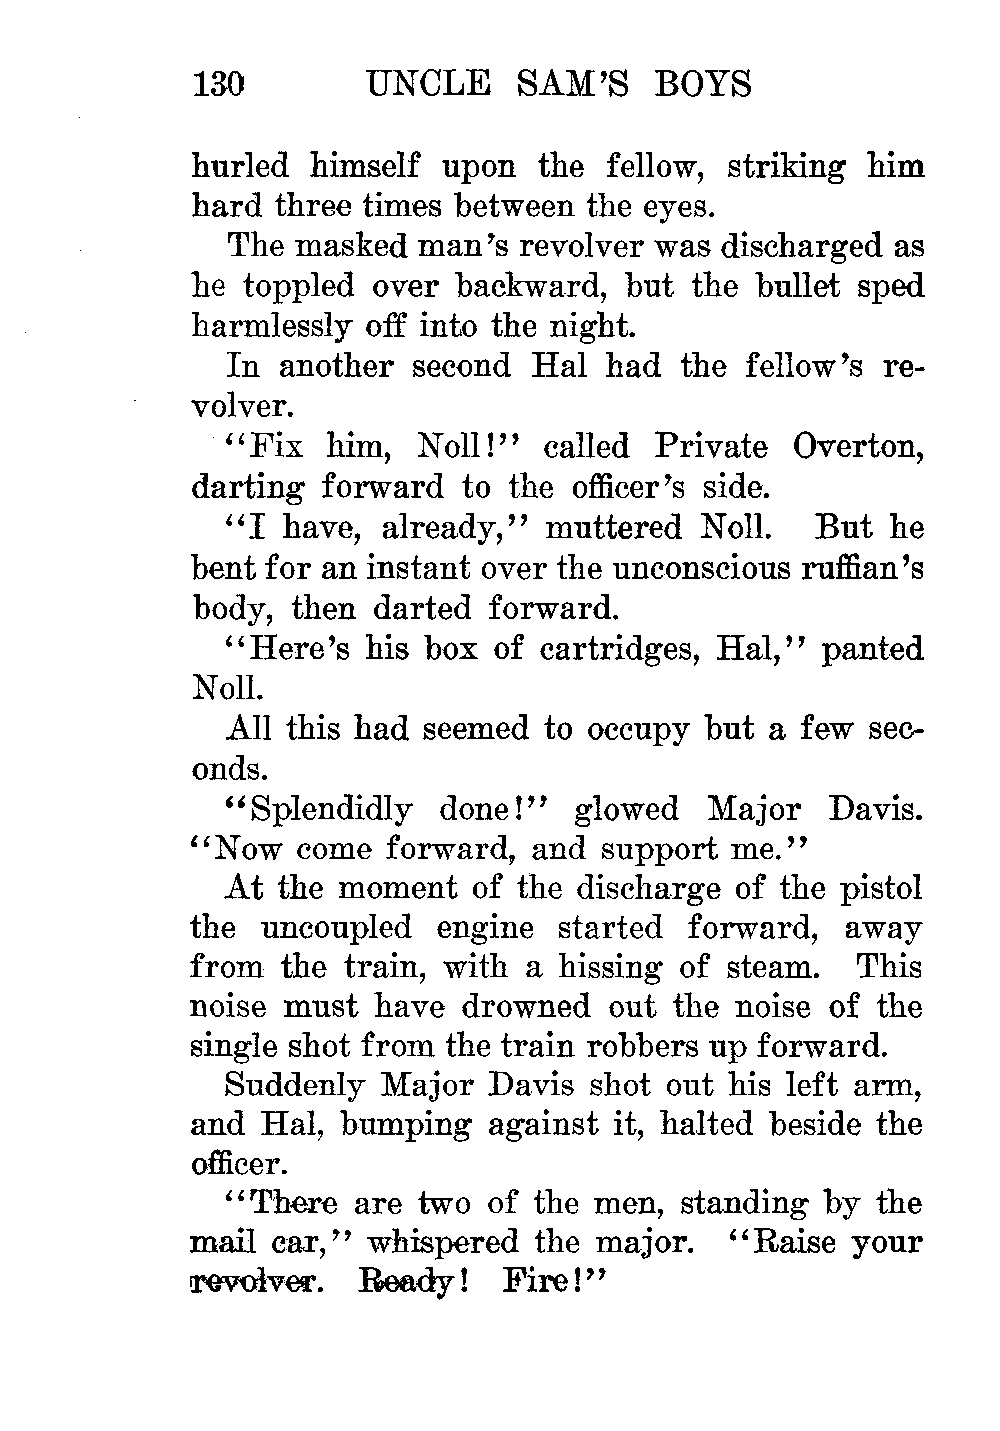 130 UNCLE SAM'S BOYS
hurled himself upon the fellow, striking him
hard three times between the eyes.
The masked man's revolver was discharged as
he toppled over backward, but the bullet sped
harmlessly off into the night.
In another second Hal had the fellow's re-
volver.
"Fix him, Noll!" called Private Overton,
darting forward to the officer's side.
"I have, already," muttered Noll. But he
bent for an instant over the unconscious ruffian's
body, then darted forward.
"Here's his box of cartridges, Hal," panted
Noll.
All this had seemed to occupy but a few sec-
onds.
"Splendidly done!" glowed Major Davis.
"Now come forward, and support me."
At the moment of the discharge of the pistol
the uncoupled engine started forward, away
from the train, with a hissing of steam. This
noise must have drowned out the noise of the
single shot from the train robbers up forward.
Suddenly Major Davis shot out his left arm,
and Hal, bumping against it, halted beside the
officer.
"There are two of the men, standing by the
mail car," whispered the major. "Raise your
revolver. Ready! Fire!"